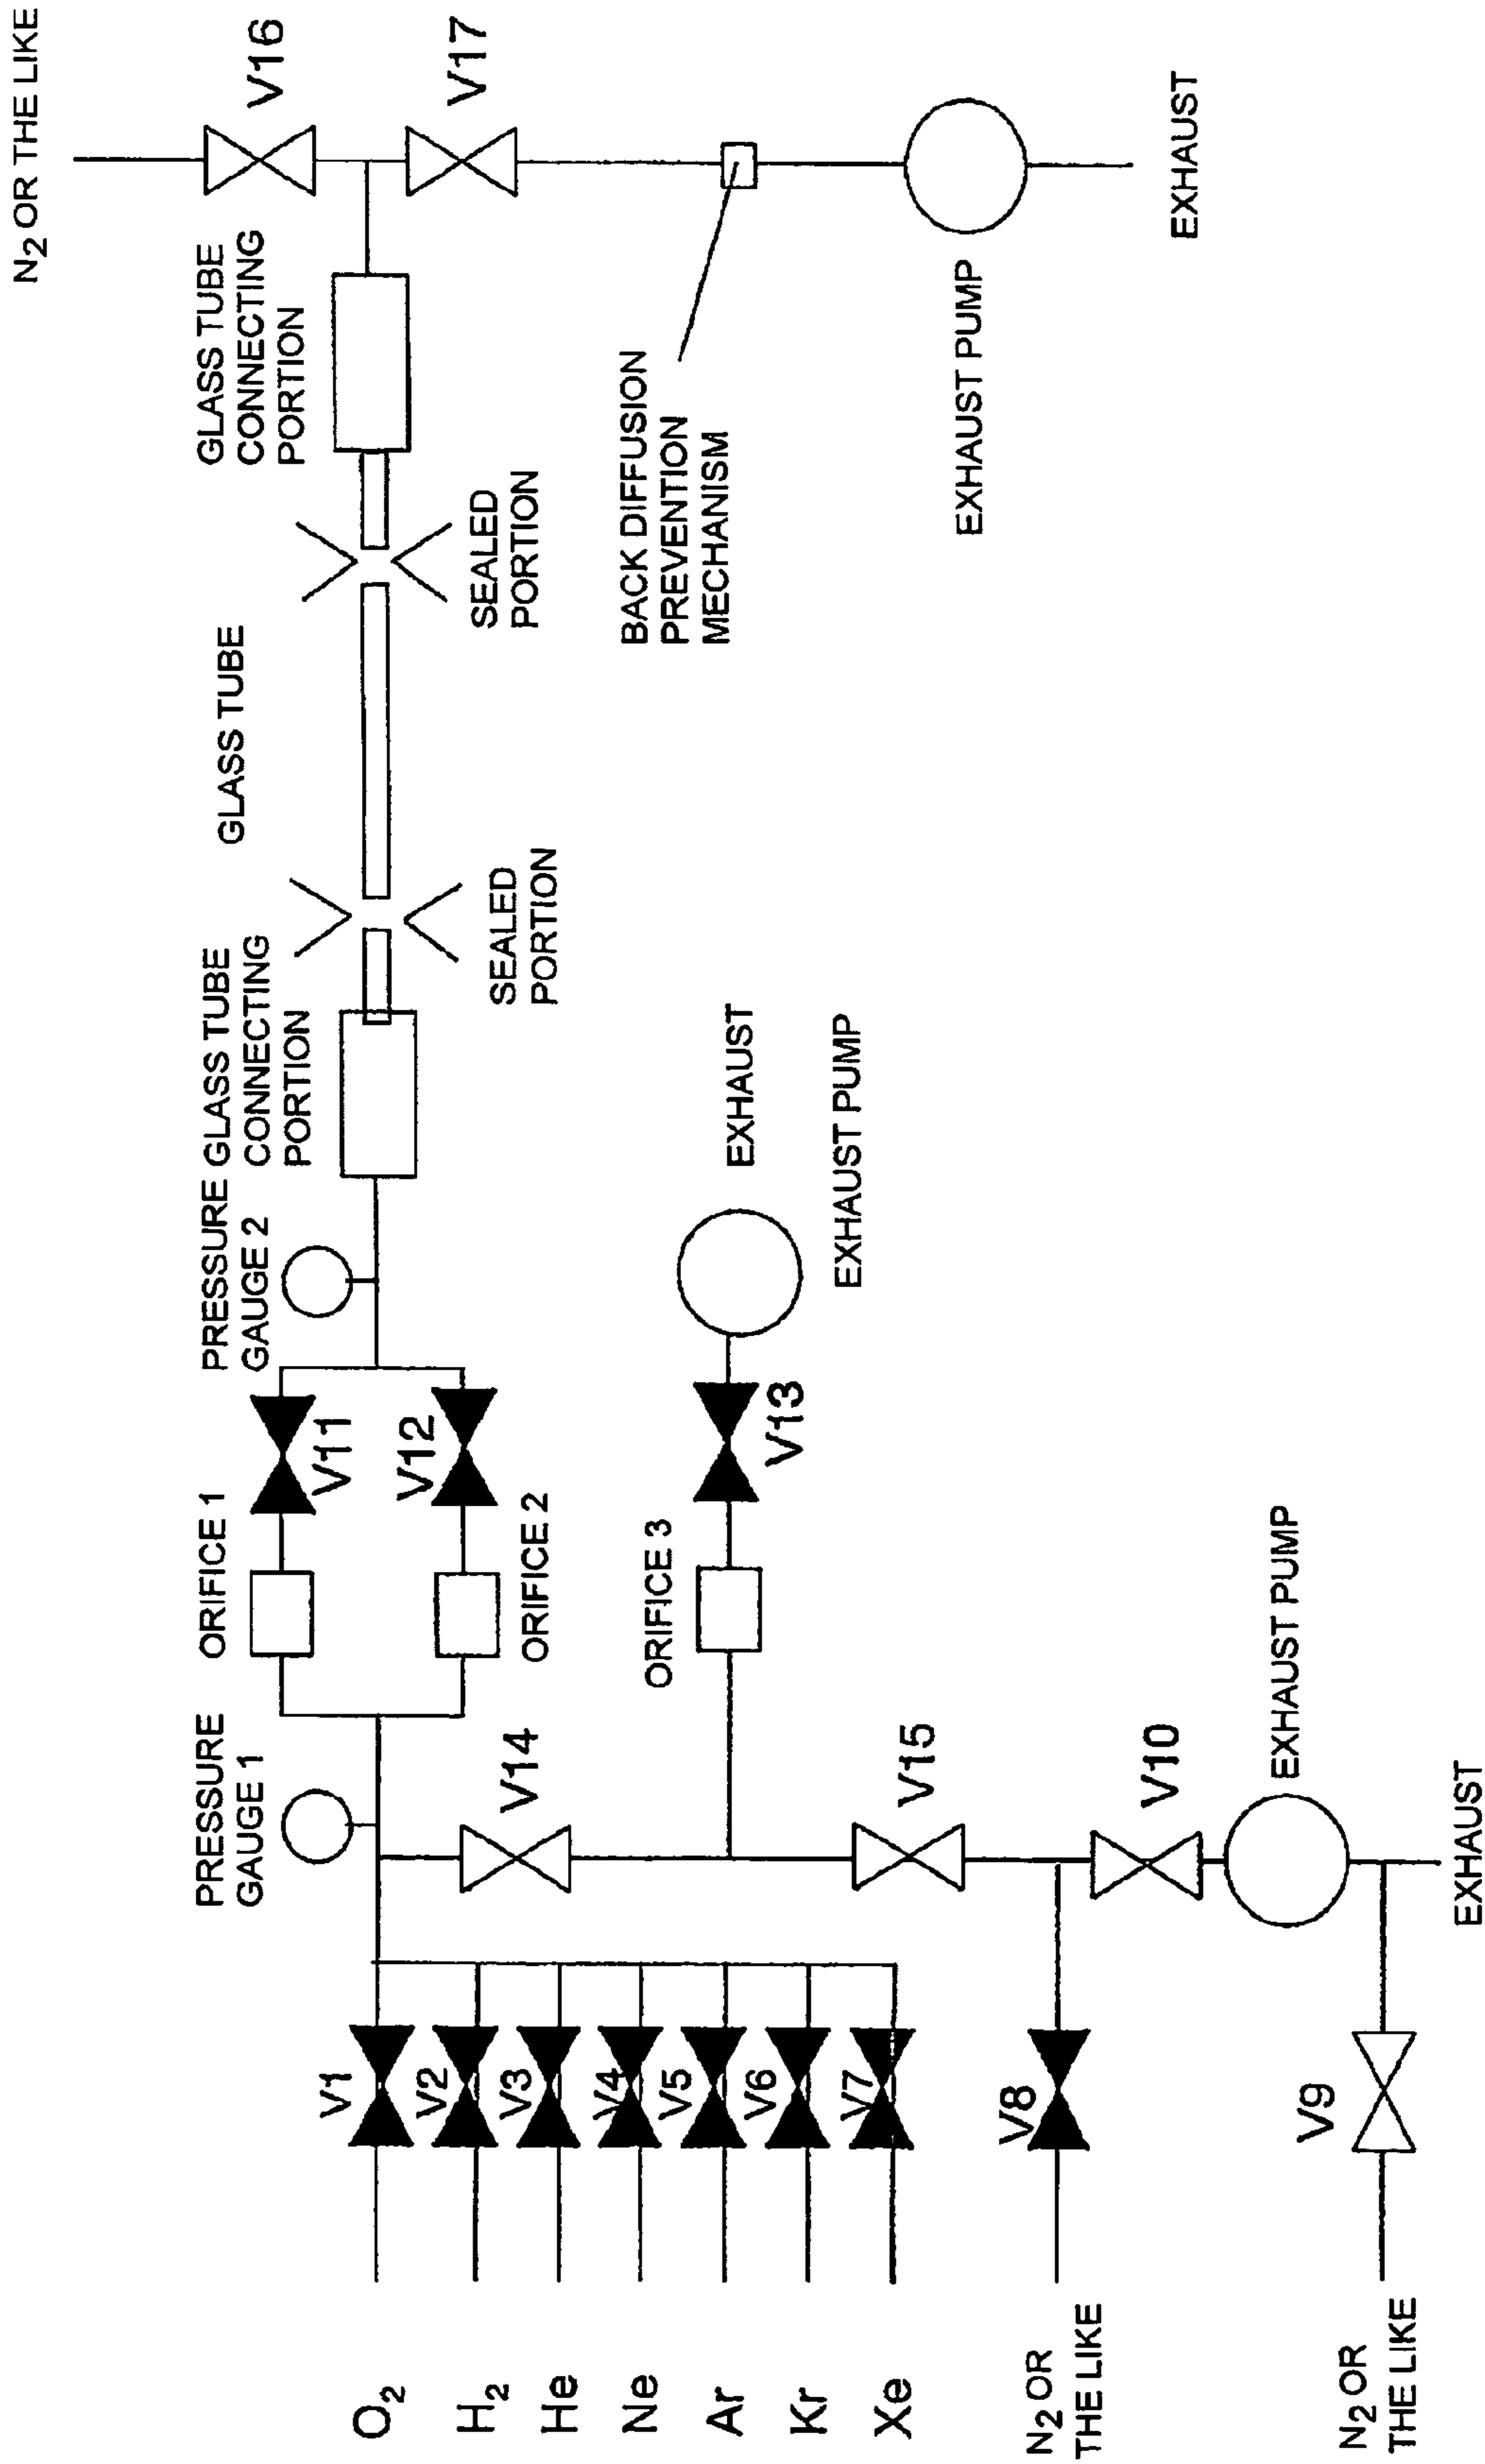 N₂ OR THE LIKE
V16
V17
GLASS TUBE
CONNECTING
PORTION
SEALED
PORTION
BACK DIFFUSION
PREVENTION
MECHANISM
EXHAUST PUMP
EXHAUST
GLASS TUBE
SEALED
PORTION
GLASS TUBE
CONNECTING
PORTION
PRESSURE
GAUGE 2
EXHAUST
EXHAUST PUMP
V11
V12
V13
ORIFICE 1
ORIFICE 2
ORIFICE 3
PRESSURE
GAUGE 1
V14
V15
V10
EXHAUST PUMP
EXHAUST
V1
V2
V3
V4
V5
V6
V7
V8
V9
O₂
H₂
He
Ne
Ar
Kr
Xe
N₂ OR
THE LIKE
N₂ OR
THE LIKE